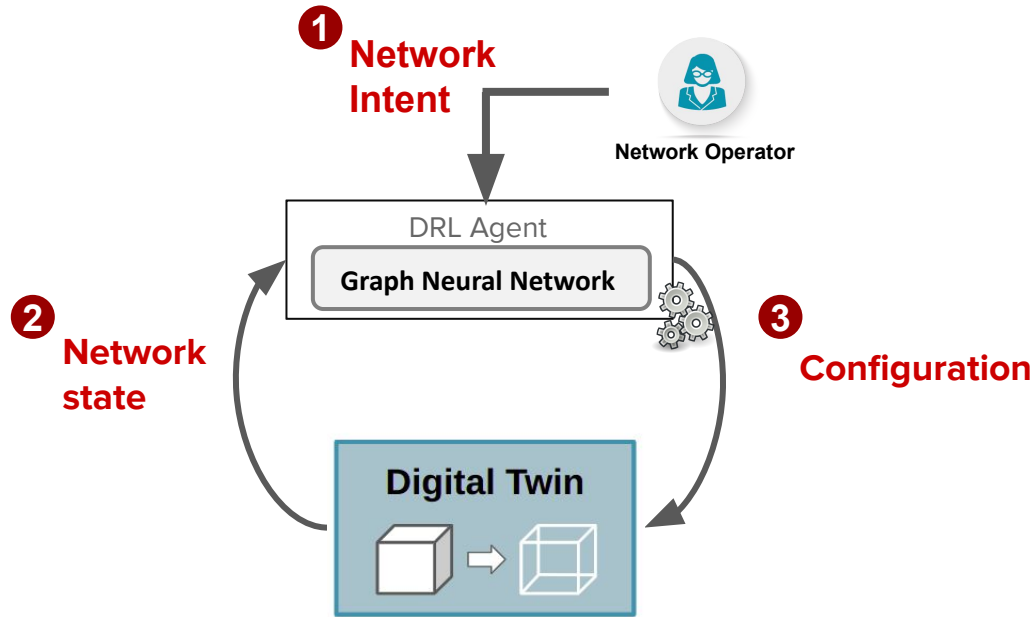 1
Network
Intent
Network Operator
DRL Agent
Graph Neural Network
2
Network
state
3
Configuration
Digital Twin